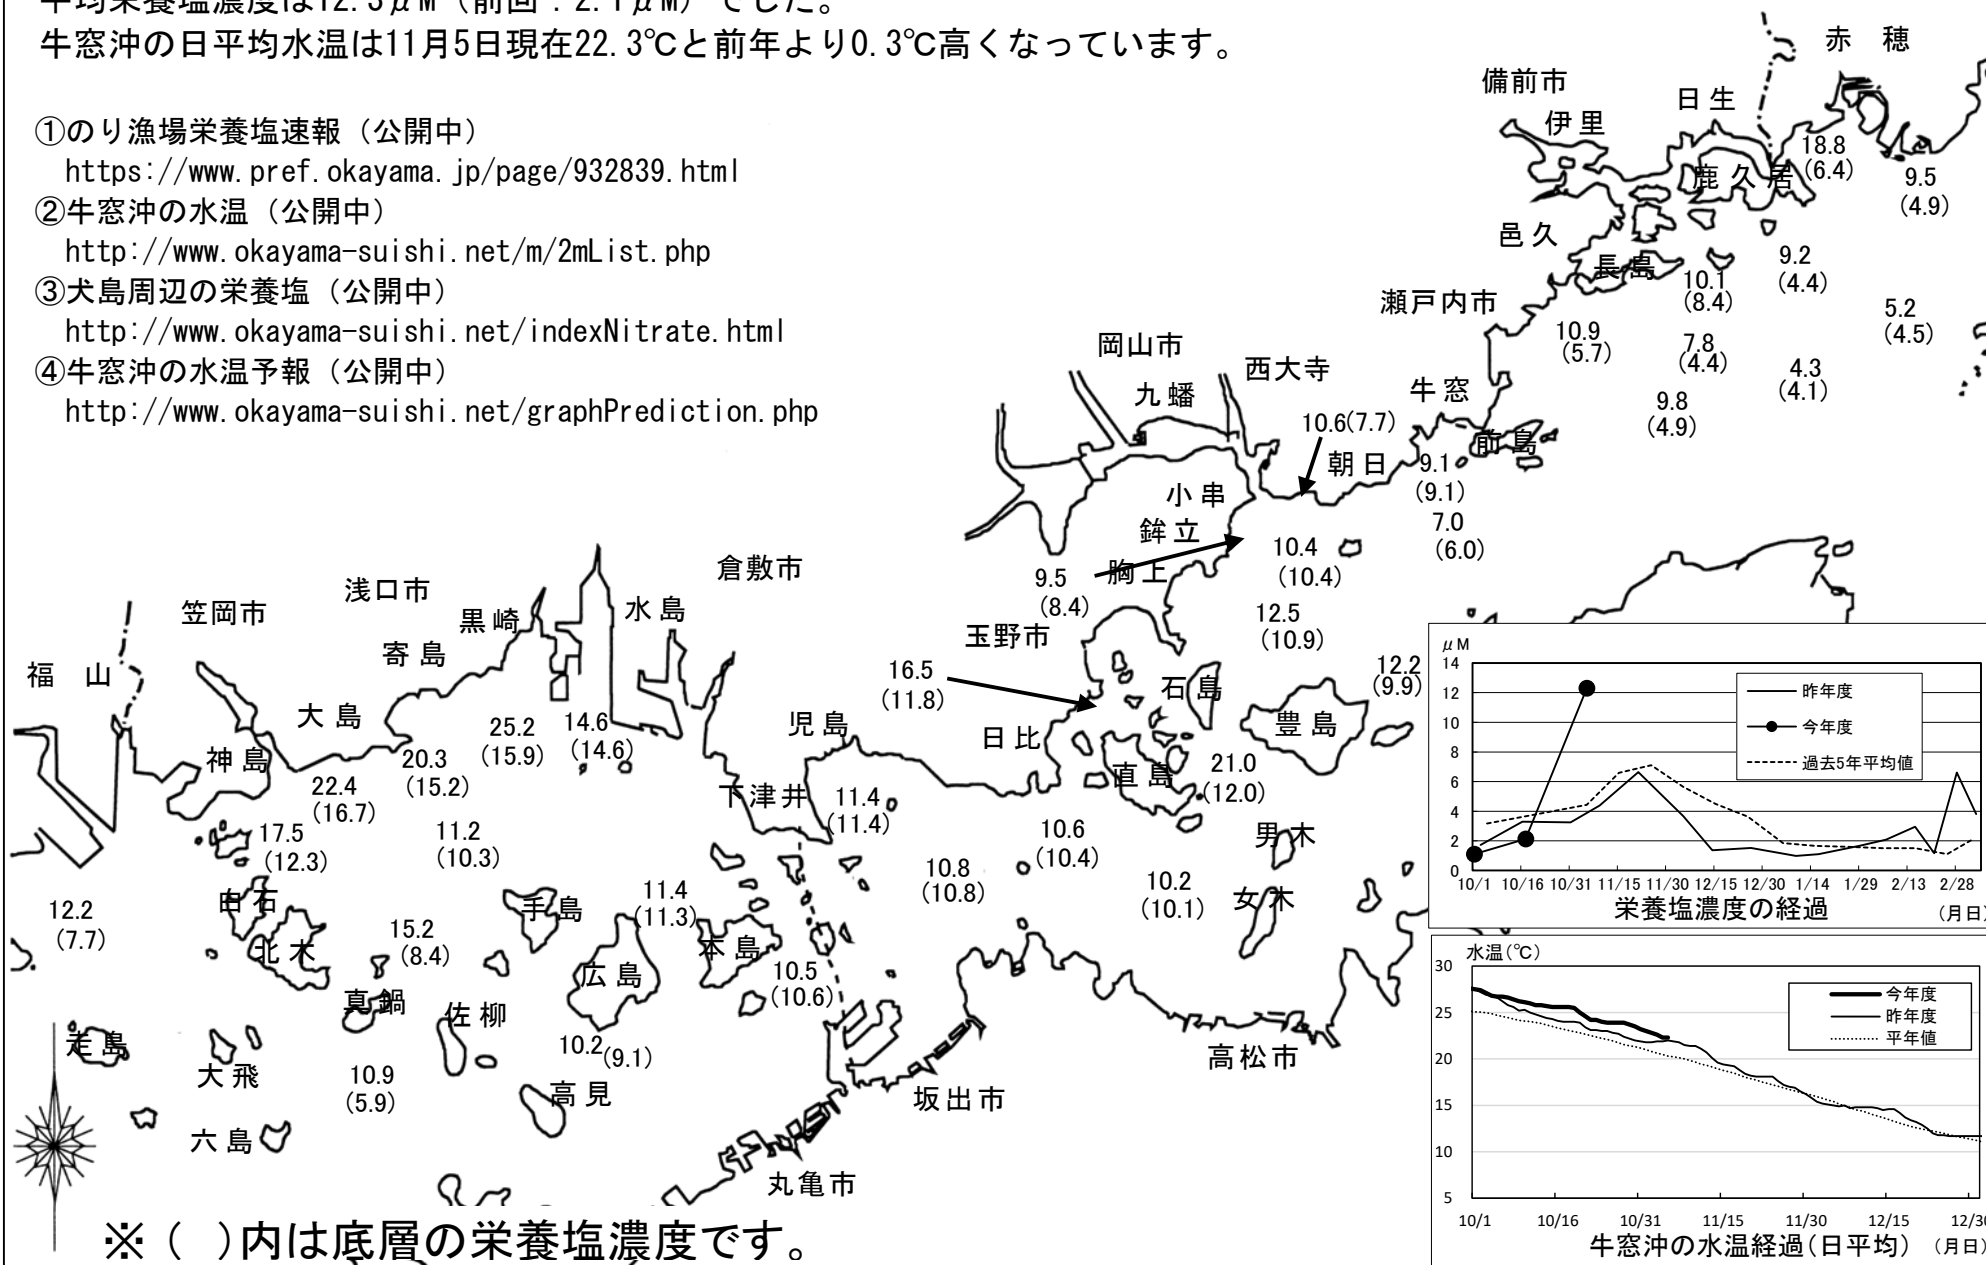 平均栄養塩濃度は12.3μM（前回：2.1μM）でした。
牛窓沖の日平均水温は11月5日現在22.3℃と前年より0.3℃高くなっています。
①のり漁場栄養塩速報（公開中）
https://www.pref.okayama.jp/page/932839.html
②牛窓沖の水温（公開中）
http://www.okayama-suishi.net/m/2mList.php
③犬島周辺の栄養塩（公開中）
http://www.okayama-suishi.net/indexNitrate.html
④牛窓沖の水温予報（公開中）
http://www.okayama-suishi.net/graphPrediction.php
赤　穂
備前市
日生
伊里
18.8
(6.4)
鹿久居
9.5
(4.9)
邑久
長島
9.2
(4.4)
10.1
(8.4)
瀬戸内市
5.2
(4.5)
10.9
(5.7)
7.8
(4.4)
4.3
(4.1)
9.8
(4.9)
岡山市
西大寺
九蟠
牛窓
10.6(7.7)
前島
朝日
9.1
(9.1)
小串
7.0
(6.0)
鉾立
10.4
(10.4)
胸上
9.5
(8.4)
12.5
(10.9)
玉野市
12.2
(9.9)
16.5
(11.8)
石島
豊島
日比
直島
21.0
(12.0)
倉敷市
浅口市
笠岡市
水島
黒崎
寄島
福　山
大島
神島
25.2
(15.9)
14.6
(14.6)
児島
20.3
(15.2)
22.4
(16.7)
下津井
11.4
(11.4)
17.5
(12.3)
11.2
(10.3)
10.6
(10.4)
男木
10.8
(10.8)
10.2
(10.1)
女木
白石
手島
11.4
(11.3)
12.2
(7.7)
15.2
(8.4)
北木
本島
広島
10.5
(10.6)
真鍋
佐柳
走島
10.2(9.1)
大飛
10.9
(5.9)
高見
高松市
坂出市
六島
丸亀市
※（　）内は底層の栄養塩濃度です。
μM
14
12
10
8
6
4
2
0
昨年度
今年度
過去5年平均値
10/1 10/16 10/31 11/15 11/30 12/15 12/30 1/14 1/29 2/13 2/28
栄養塩濃度の経過
（月日）
水温(℃)
30
25
20
15
10
5
今年度
昨年度
平年値
10/1 10/16 10/31 11/15 11/30 12/15 12/30
牛窓沖の水温経過(日平均)
（月日）